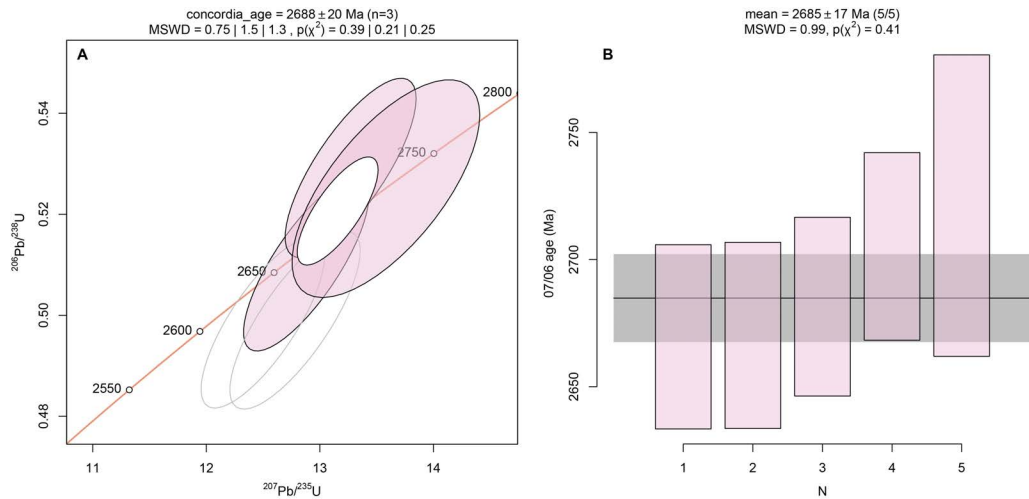 concordia_age = 2688 ± 20 Ma (n=3)
MSWD = 0.75 | 1.5 | 1.3 , p(χ²) = 0.39 | 0.21 | 0.25
A
2800
2750
2650
2600
2550
0.54
0.52
0.50
0.48
²⁰⁶Pb/²³⁸U
11 12 13 14
²⁰⁷Pb/²³⁵U
mean = 2685 ± 17 Ma (5/5)
MSWD = 0.99, p(χ²) = 0.41
B
2750
2700
2650
07/06 age (Ma)
1 2 3 4 5
N